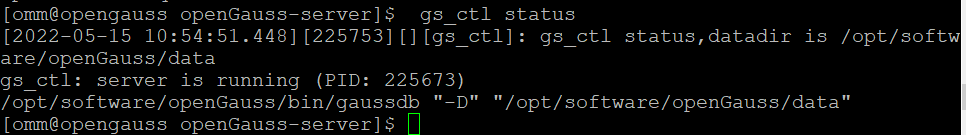 [omm@opengauss openGauss-server]$  gs_ctl status
[2022-05-15 10:54:51.448][225753][][gs_ctl]: gs_ctl status,datadir is /opt/softw
are/openGauss/data
gs_ctl: server is running (PID: 225673)
/opt/software/openGauss/bin/gaussdb "-D" "/opt/software/openGauss/data"
[omm@opengauss openGauss-server]$